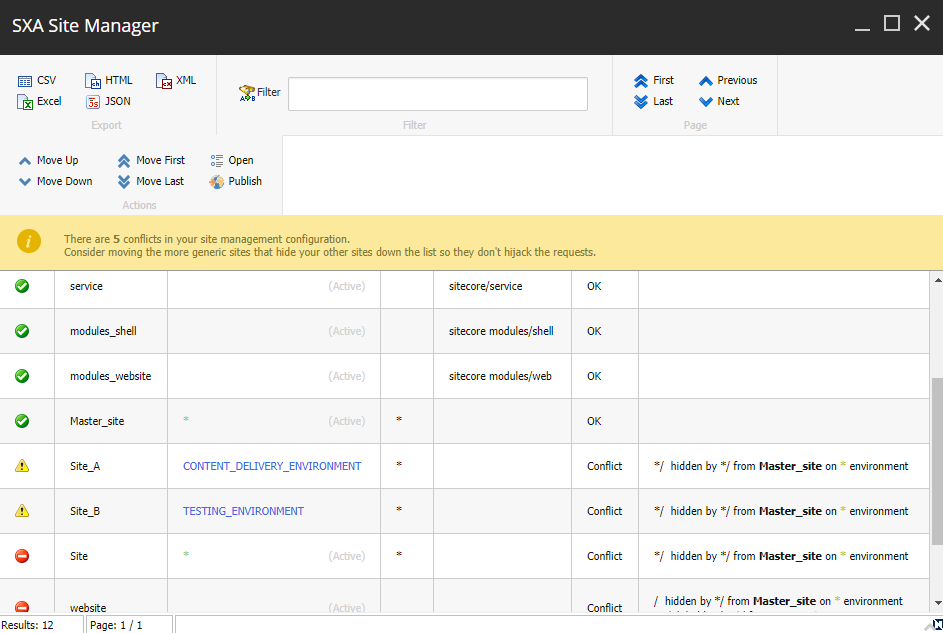 SXA Site Manager
CSV HTML XML
Excel JSON
Export
Filter
Filter
First Previous
Last Next
Page
Move Up Move First Open
Move Down Move Last Publish
Actions
There are 5 conflicts in your site management configuration.
Consider moving the more generic sites that hide your other sites down the list so they don't hijack the requests.
service (Active) sitecore/service OK
modules_shell (Active) sitecore modules/shell OK
modules_website (Active) sitecore modules/web OK
Master_site * (Active) * OK
Site_A CONTENT_DELIVERY_ENVIRONMENT * Conflict */ hidden by */ from Master_site on * environment
Site_B TESTING_ENVIRONMENT * Conflict */ hidden by */ from Master_site on * environment
Site * (Active) * Conflict */ hidden by */ from Master_site on * environment
website (Active) Conflict / hidden by */ from Master_site on * environment
Results: 12 Page: 1 / 1